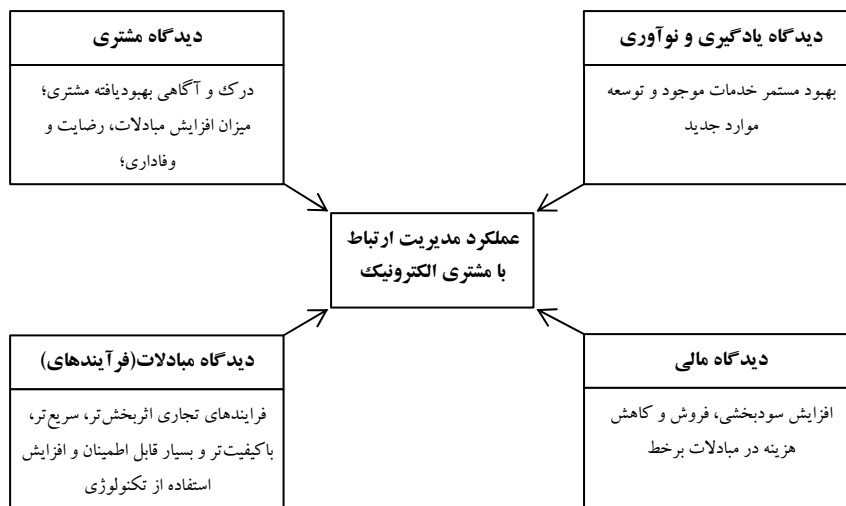 دیدگاه یادگیری و نوآوری
بهبود مستمر خدمات موجود و توسعه
موارد جدید
دیدگاه مشتری
درک و آگاهی بهبودیافته مشتری؛
میزان افزایش مبادلات، رضایت و
وفاداری؛
عملکرد مدیریت ارتباط
با مشتری الکترونیک
دیدگاه مالی
افزایش سودبخشی، فروش و کاهش
هزینه در مبادلات برخط
دیدگاه مبادلات(فرآیندهای)
فرایندهای تجاری اثربخش‌تر، سریع‌تر،
باکیفیت‌تر و بسیار قابل اطمینان و افزایش
استفاده از تکنولوژی